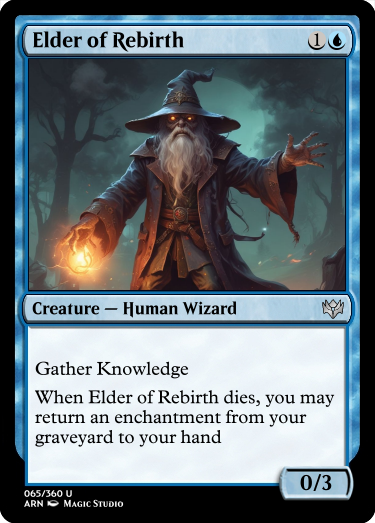 Elder of Rebirth 1
Creature — Human Wizard
Gather Knowledge
When Elder of Rebirth dies, you may
return an enchantment from your
graveyard to your hand
0/3
065/360 U
ARN MAGIC STUDIO